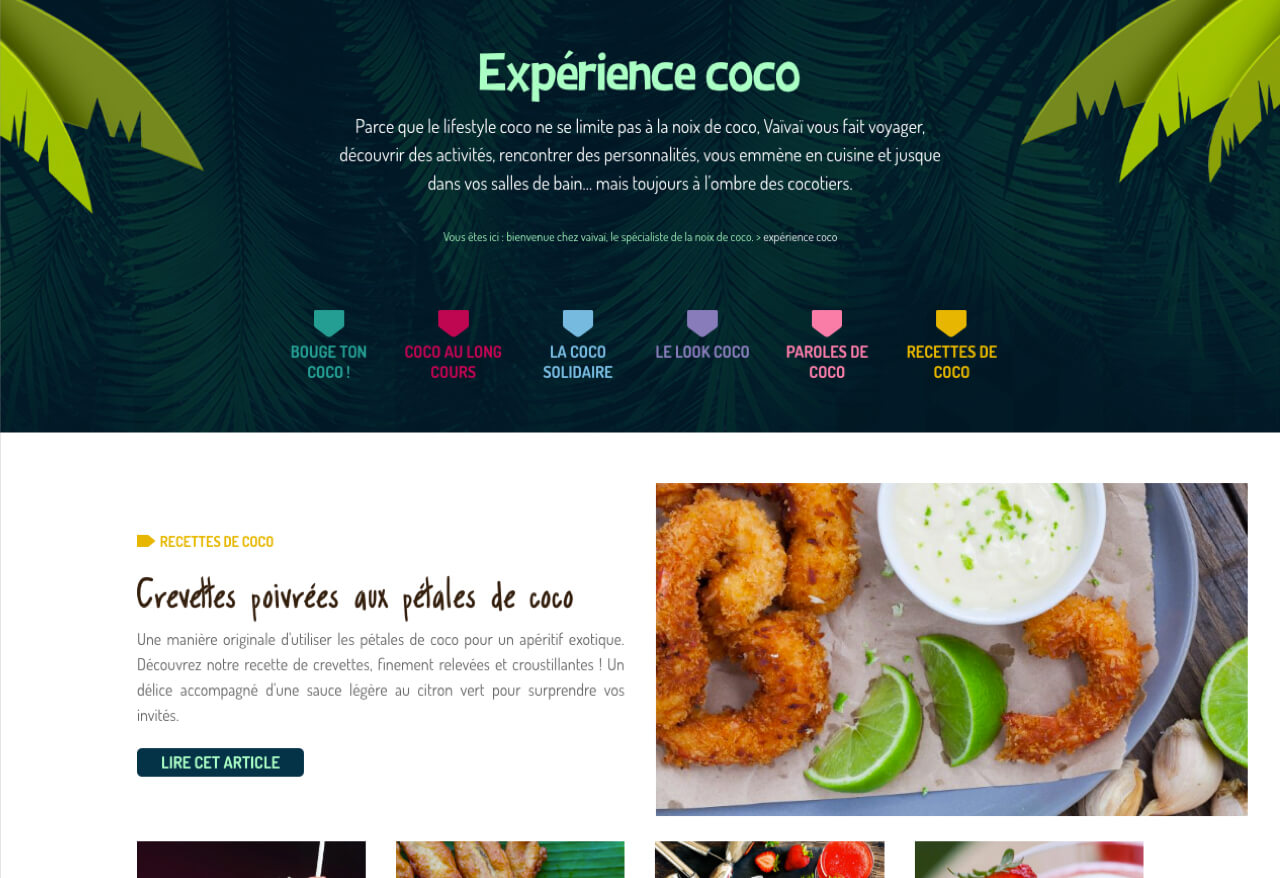 Expérience coco
Parce que le lifestyle coco ne se limite pas à la noix de coco, Vaïvaï vous fait voyager,
découvrir des activités, rencontrer des personnalités, vous emmène en cuisine et jusque
dans vos salles de bain... mais toujours à l'ombre des cocotiers.
Vous êtes ici : bienvenue chez vaïvaï, le spécialiste de la noix de coco. > expérience coco
BOUGE TON
COCO !
COCO AU LONG
COURS
LA COCO
SOLIDAIRE
LE LOOK COCO
PAROLES DE
COCO
RECETTES DE
COCO
RECETTES DE COCO
Crevettes poivrées aux pétales de coco
Une manière originale d'utiliser les pétales de coco pour un apéritif exotique.
Découvrez notre recette de crevettes, finement relevées et croustillantes ! Un
délice accompagné d'une sauce légère au citron vert pour surprendre vos
invités.
LIRE CET ARTICLE